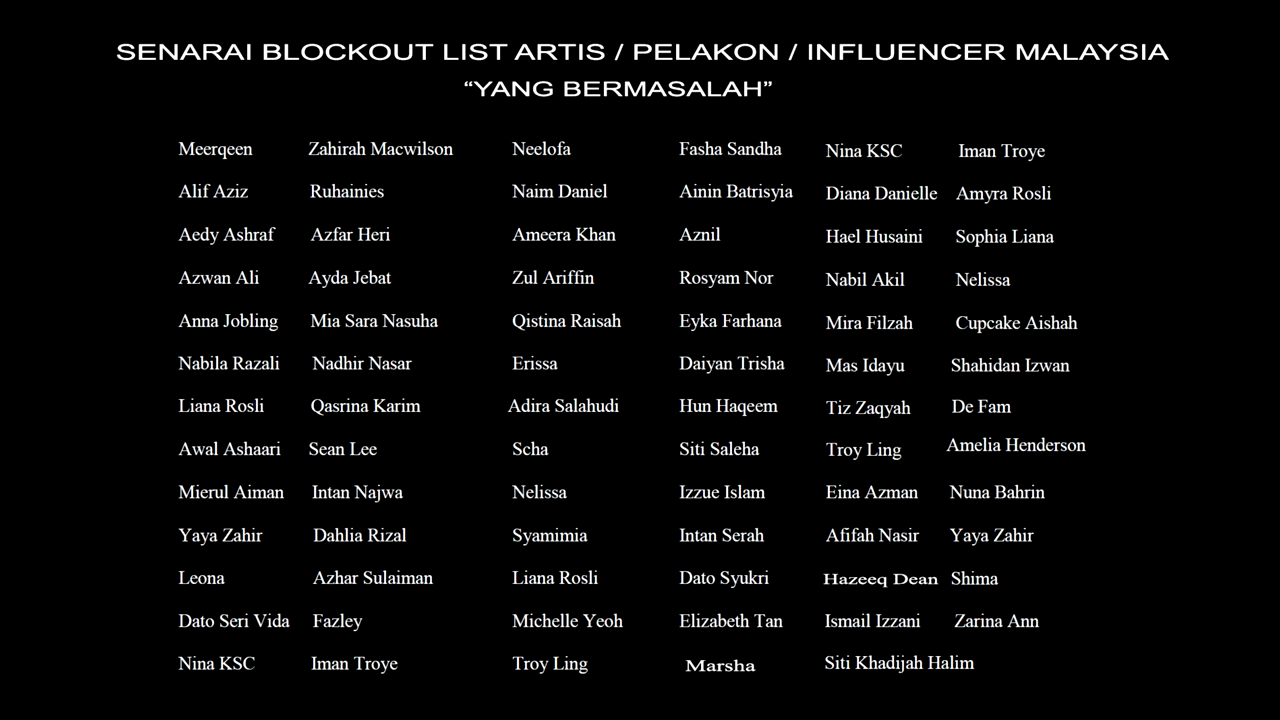 SENARAI BLOCKOUT LIST ARTIS / PELAKON / INFLUENCER MALAYSIA
“YANG BERMASALAH”
Meerqeen Zahirah Macwilson Neelofa Fasha Sandha Nina KSC Iman Troye
Alif Aziz Ruhainies Naim Daniel Ainin Batrisyia Diana Danielle Amyra Rosli
Aedy Ashraf Azfar Heri Ameera Khan Aznil Hael Husaini Sophia Liana
Azwan Ali Ayda Jebat Zul Ariffin Rosyam Nor Nabil Akil Nelissa
Anna Jobling Mia Sara Nasuha Qistina Raisah Eyka Farhana Mira Filzah Cupcake Aishah
Nabila Razali Nadhir Nasar Erissa Daiyan Trisha Mas Idayu Shahidan Izwan
Liana Rosli Qasrina Karim Adira Salahudi Hun Haqeem Tiz Zaqyah De Fam
Awal Ashaari Sean Lee Scha Siti Saleha Troy Ling Amelia Henderson
Mierul Aiman Intan Najwa Nelissa Izzue Islam Eina Azman Nuna Bahrin
Yaya Zahir Dahlia Rizal Syamimia Intan Serah Afifah Nasir Yaya Zahir
Leona Azhar Sulaiman Liana Rosli Dato Syukri Hazeeq Dean Shima
Dato Seri Vida Fazley Michelle Yeoh Elizabeth Tan Ismail Izzani Zarina Ann
Nina KSC Iman Troye Troy Ling Marsha Siti Khadijah Halim